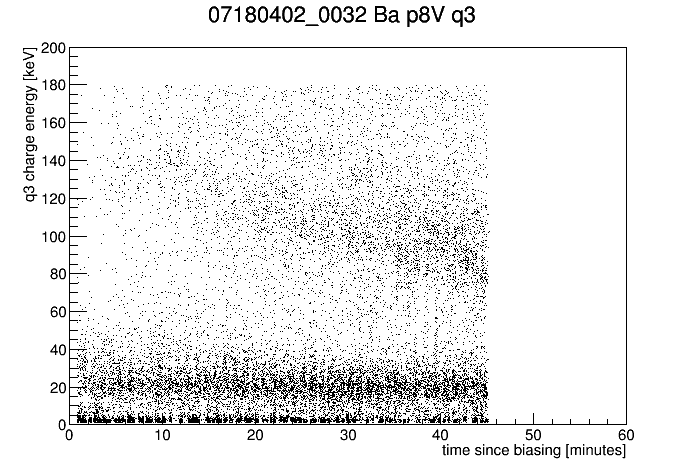 07180402_0032 Ba p8V q3
q3 charge energy [keV]
200
180
160
140
120
100
80
60
40
20
0
0 10 20 30 40 50 60
time since biasing [minutes]